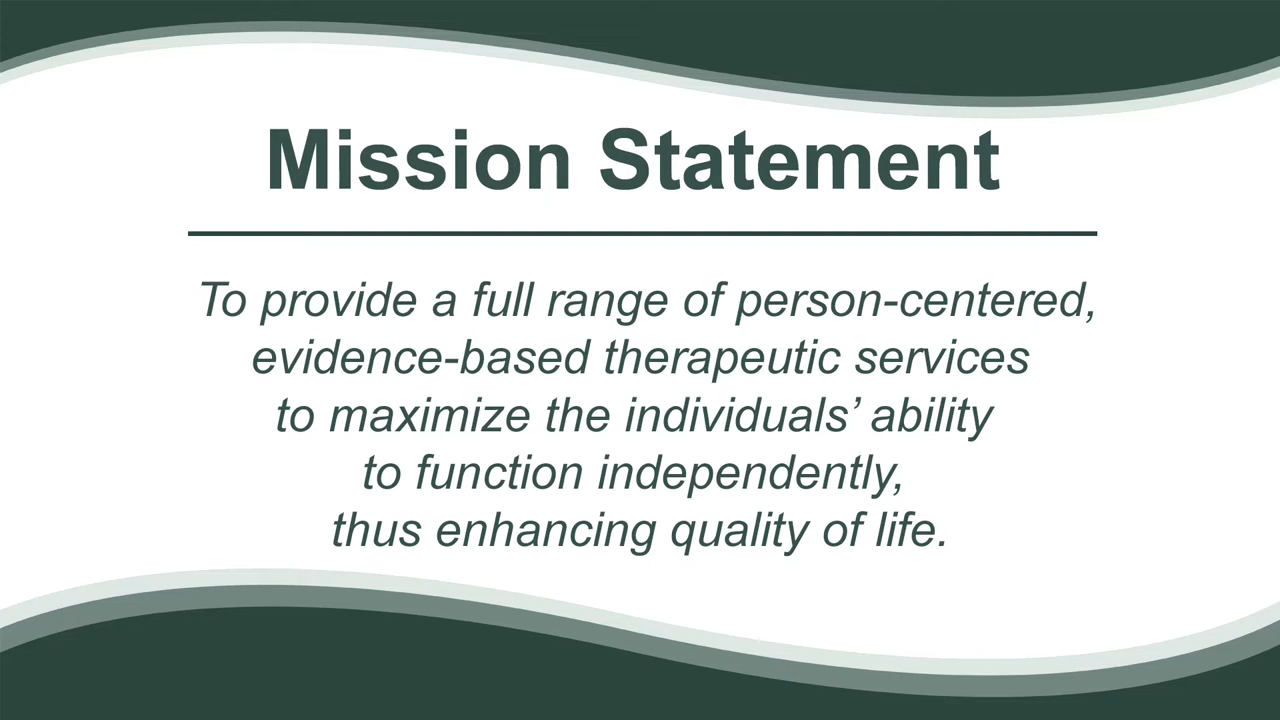 Mission Statement
To provide a full range of person-centered,
evidence-based therapeutic services
to maximize the individuals’ ability
to function independently,
thus enhancing quality of life.